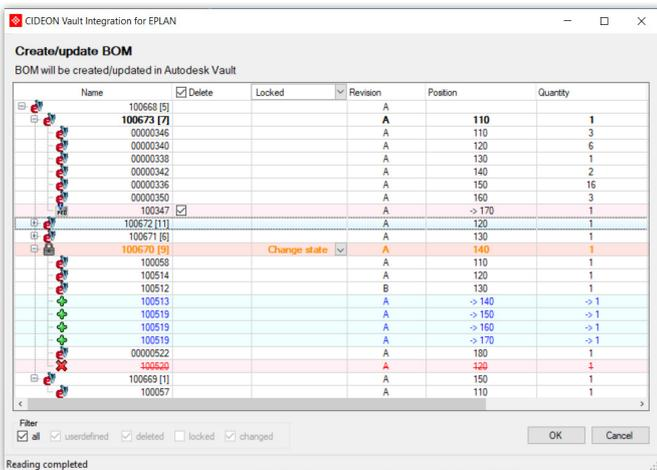 CIDEON Vault Integration for EPLAN
Create/update BOM
BOM will be created/updated in Autodesk Vault
Name Delete Locked Revision Position Quantity
100668 [5] A
100673 [7] A 110 1
00000346 A 110 3
00000340 A 120 6
00000338 A 130 1
00000342 A 140 2
00000336 A 150 16
00000350 A 160 3
100347 A -> 170 1
100672 [11] A 120 1
100671 [6] A 130 1
100670 [9] Change state A 140 1
100058 A 110 1
100514 A 120 1
100512 B 130 1
100513 A -> 140 -> 1
100519 A -> 150 -> 1
100519 A -> 160 -> 1
100519 A -> 170 -> 1
00000522 A 180 1
100520 A 120 1
100669 [1] A 150 1
100057 A 110 1
Filter
all userdefined deleted locked changed
OK Cancel
Reading completed